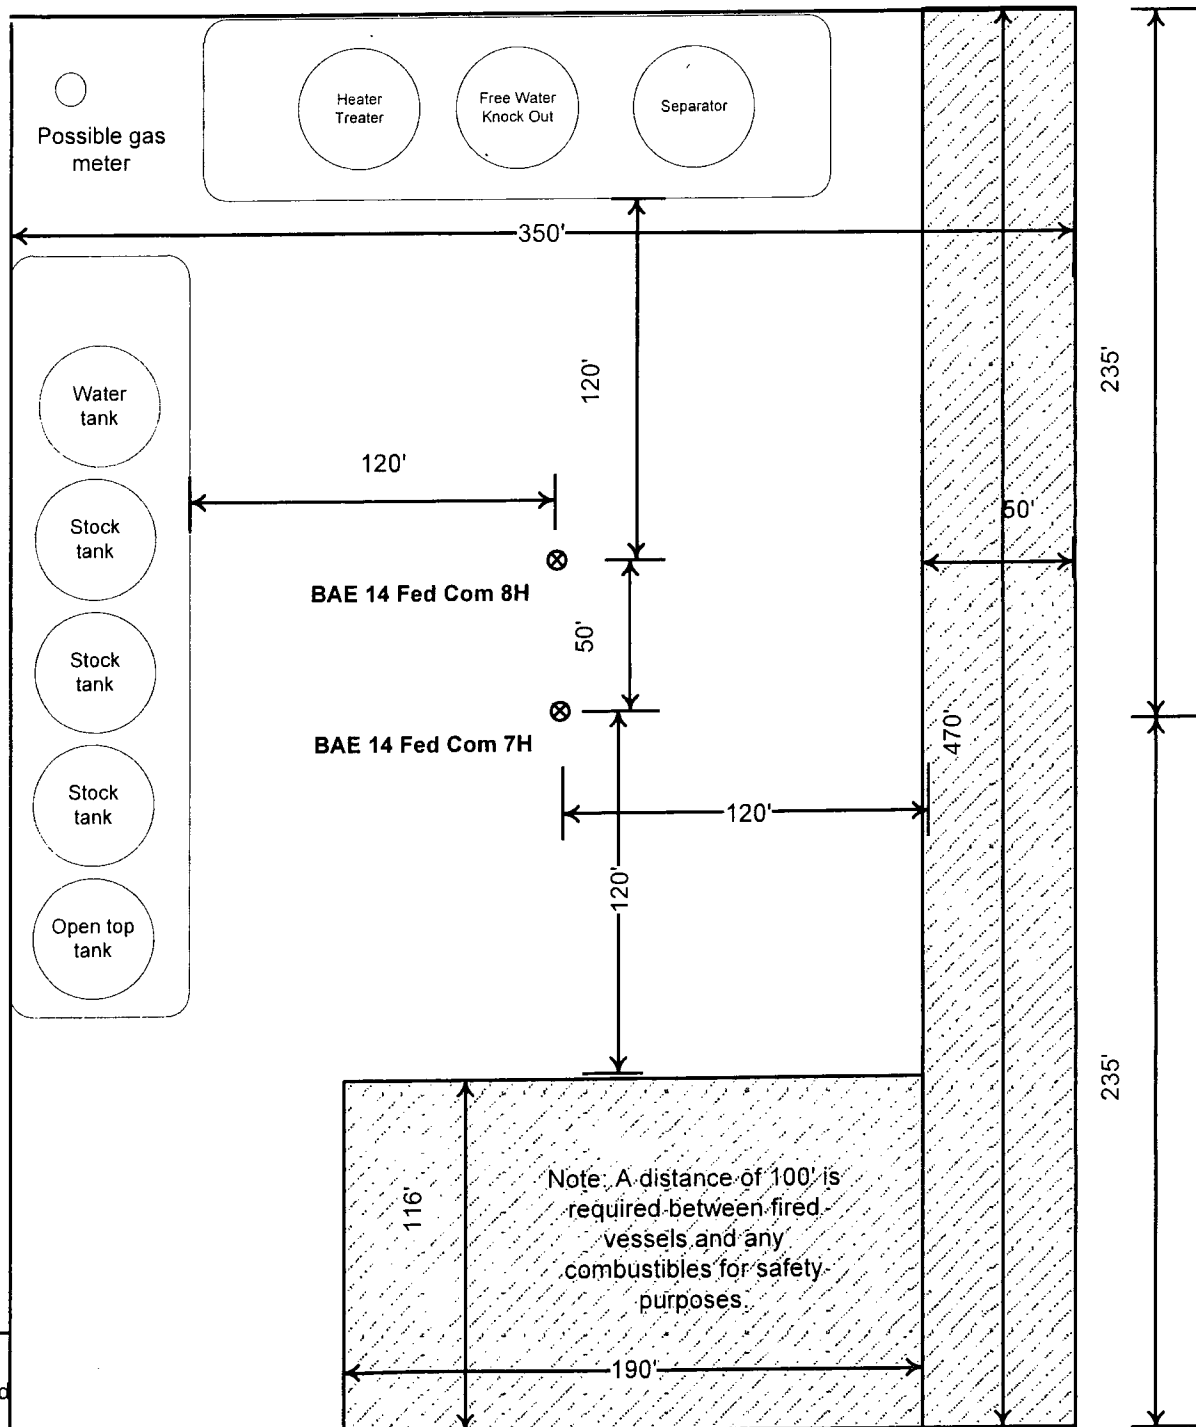 Heater
Treater
Free Water
Knock Out
Separator
Possible gas
meter
350'
120'
235'
Water
tank
120'
50'
Stock
tank
BAE 14 Fed Com 8H
50'
Stock
tank
BAE 14 Fed Com 7H
470'
Stock
tank
120'
120'
Open top
tank
235'
116'
Note: A distance of 100' is
required between fired
vessels and any
combustibles for safety
purposes.
190'
d